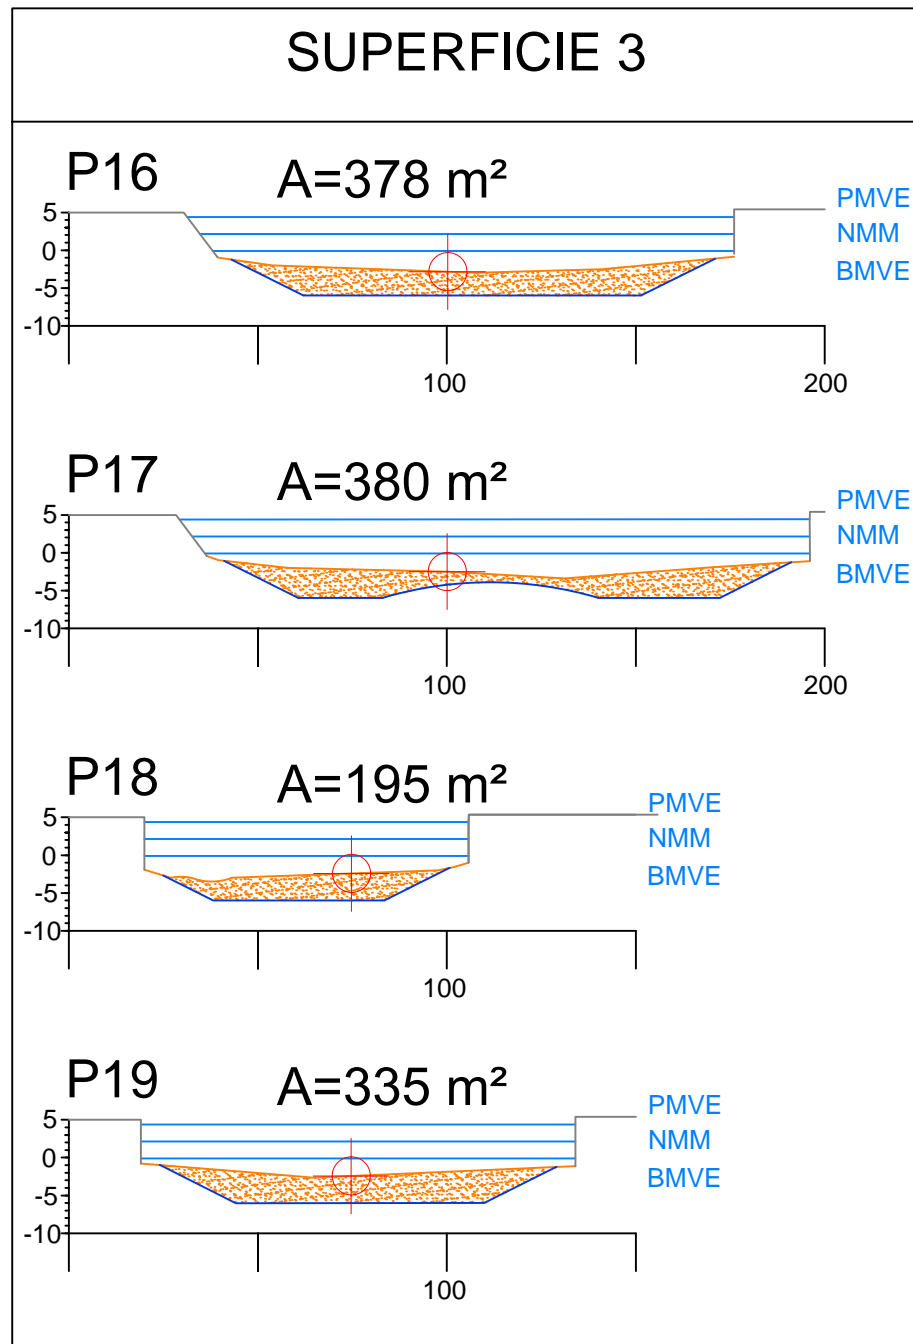 SUPERFICIE 3
P16 A=378 m²
5
0
-5
-10
PMVE
NMM
BMVE
100 200
P17 A=380 m²
5
0
-5
-10
PMVE
NMM
BMVE
100 200
P18 A=195 m²
5
0
-5
-10
PMVE
NMM
BMVE
100
P19 A=335 m²
5
0
-5
-10
PMVE
NMM
BMVE
100